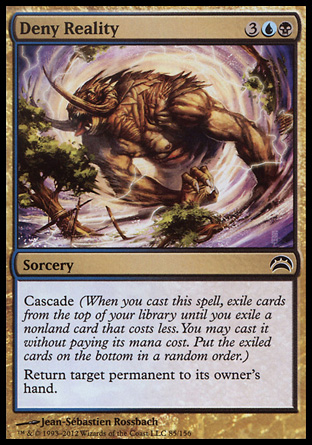 Deny Reality 3
Sorcery
Cascade (When you cast this spell, exile cards
from the top of your library until you exile a
nonland card that costs less. You may cast it
without paying its mana cost. Put the exiled
cards on the bottom in a random order.)
Return target permanent to its owner's
hand.
Jean-Sébastien Rossbach
™ & © 1993–2012 Wizards of the Coast LLC 85/156